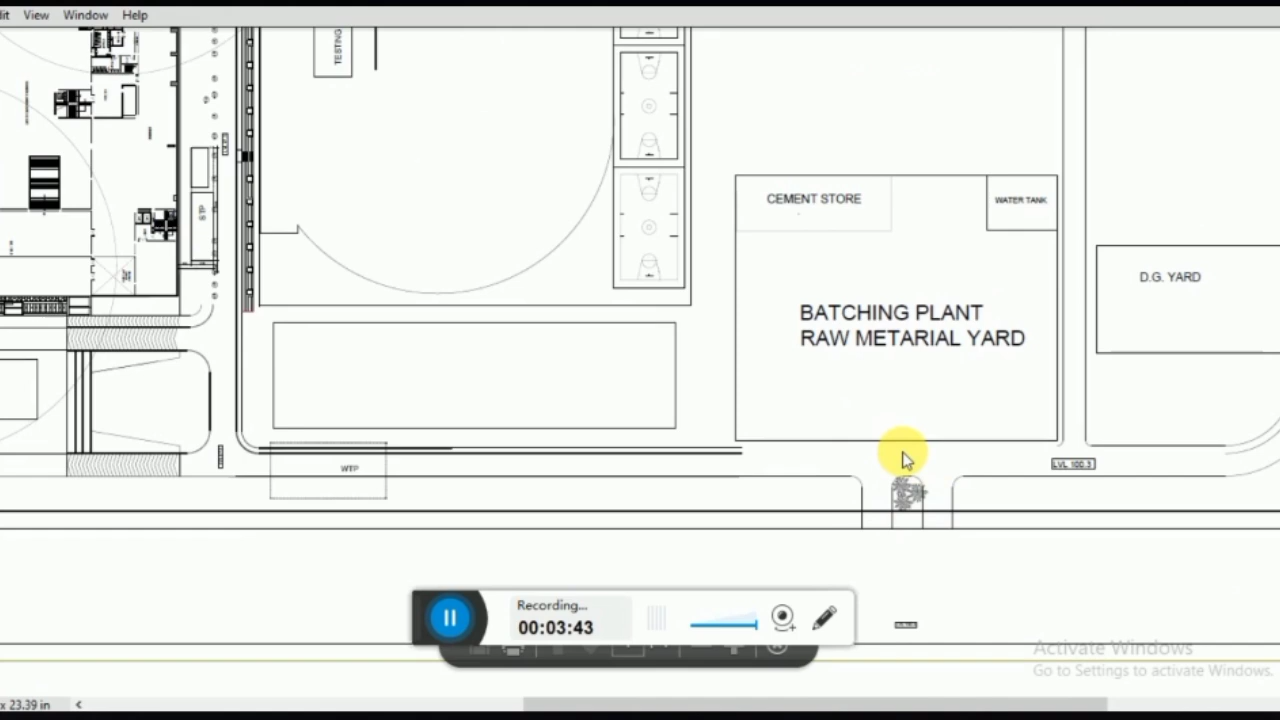 dit View Window Help
TESTING
CEMENT STORE
WATER TANK
STP
D.G. YARD
BATCHING PLANT
RAW METARIAL YARD
WTP
LVL 100.3
Recording...
00:03:43
Activate Windows
Go to Settings to activate Windows.
x 23.39 in